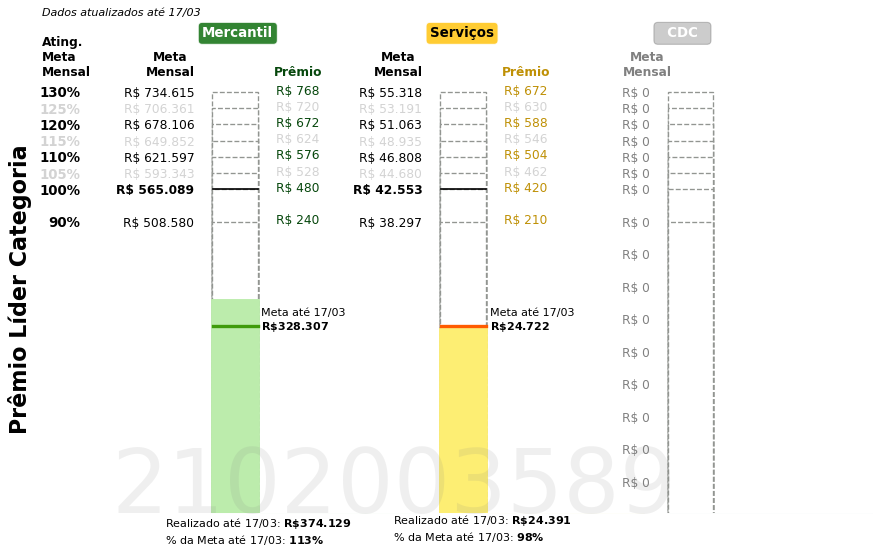 Dados atualizados até 17/03
Mercantil Serviços CDC
Ating.
Meta Meta Meta Meta
Mensal Mensal Prêmio Mensal Prêmio Mensal
130% R$ 734.615 R$ 768 R$ 55.318 R$ 672 R$ 0
125% R$ 706.361 R$ 720 R$ 53.191 R$ 630 R$ 0
120% R$ 678.106 R$ 672 R$ 51.063 R$ 588 R$ 0
115% R$ 649.852 R$ 624 R$ 48.935 R$ 546 R$ 0
110% R$ 621.597 R$ 576 R$ 46.808 R$ 504 R$ 0
105% R$ 593.343 R$ 528 R$ 44.680 R$ 462 R$ 0
100% R$ 565.089 R$ 480 R$ 42.553 R$ 420 R$ 0
90% R$ 508.580 R$ 240 R$ 38.297 R$ 210 R$ 0
R$ 0
R$ 0
Meta até 17/03 Meta até 17/03
R$328.307 R$24.722 R$ 0
R$ 0
R$ 0
R$ 0
R$ 0
R$ 0
Prêmio Líder Categoria
2102003589
Realizado até 17/03: R$374.129 Realizado até 17/03: R$24.391
% da Meta até 17/03: 113% % da Meta até 17/03: 98%